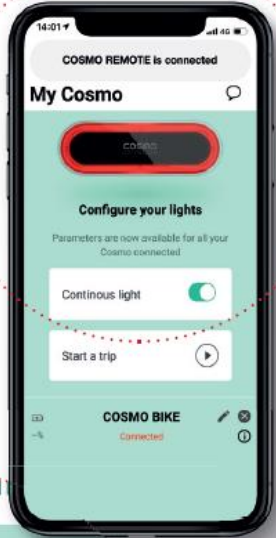 14:01
4G
COSMO REMOTE is connected
My Cosmo
COSMO
Configure your lights
Parameters are now available for all your
Cosmo connected
Continous light
Start a trip
COSMO BIKE
Connected
--%